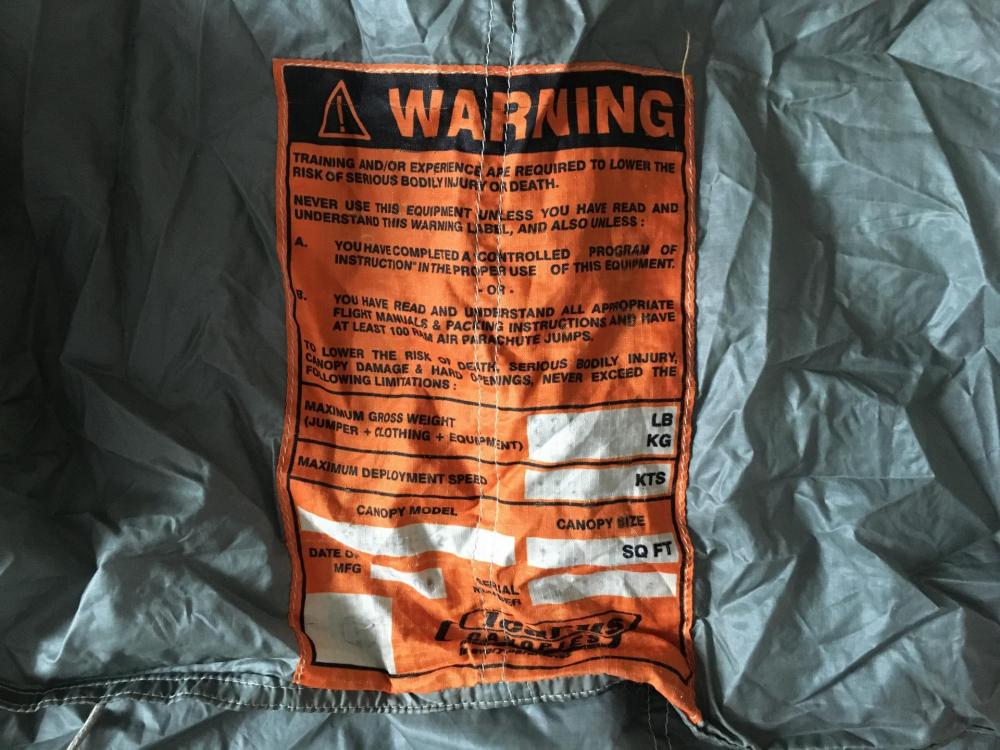 WARNING
TRAINING AND/OR EXPERIENCE ARE REQUIRED TO LOWER THE
RISK OF SERIOUS BODILY INJURY OR DEATH.
NEVER USE THIS EQUIPMENT UNLESS YOU HAVE READ AND
UNDERSTAND THIS WARNING LABEL, AND ALSO UNLESS :
A. YOU HAVE COMPLETED A "CONTROLLED PROGRAM OF
INSTRUCTION" IN THE PROPER USE OF THIS EQUIPMENT.
- OR -
B. YOU HAVE READ AND UNDERSTAND ALL APPROPRIATE
FLIGHT MANUALS & PACKING INSTRUCTIONS AND HAVE
AT LEAST 100 RAM AIR PARACHUTE JUMPS.
TO LOWER THE RISK OF DEATH, SERIOUS BODILY INJURY,
CANOPY DAMAGE & HARD OPENINGS, NEVER EXCEED THE
FOLLOWING LIMITATIONS :
MAXIMUM GROSS WEIGHT LB
(JUMPER + CLOTHING + EQUIPMENT) KG
MAXIMUM DEPLOYMENT SPEED KTS
CANOPY MODEL CANOPY SIZE
SQ FT
DATE OF
MFG
SERIAL
NUMBER
Icarus
CANOPIES